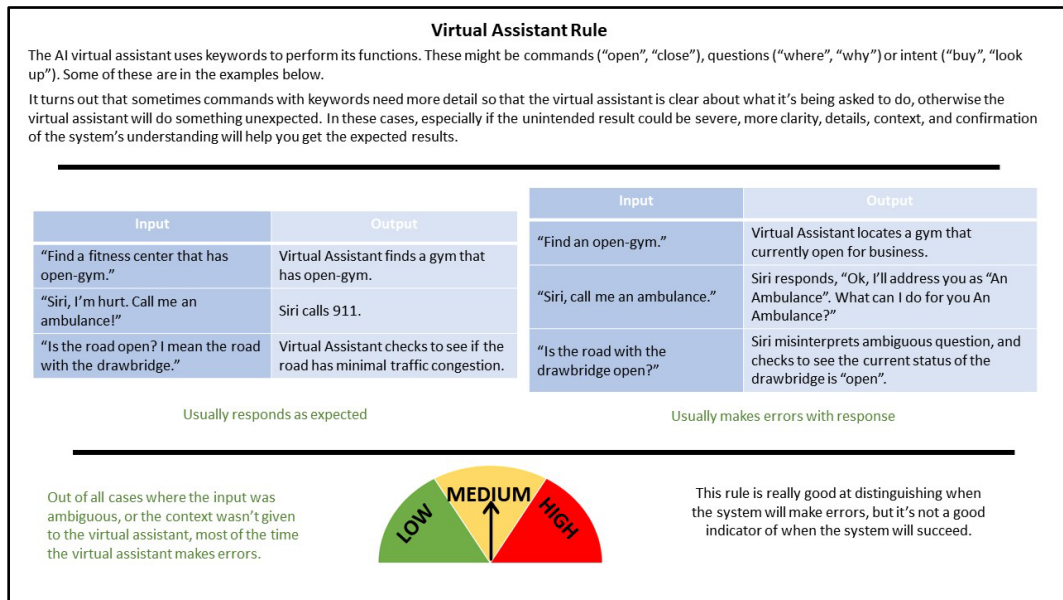 Virtual Assistant Rule
The AI virtual assistant uses keywords to perform its functions. These might be commands (“open”, “close”), questions (“where”, “why”) or intent (“buy”, “look
up”). Some of these are in the examples below.
It turns out that sometimes commands with keywords need more detail so that the virtual assistant is clear about what it’s being asked to do, otherwise the
virtual assistant will do something unexpected. In these cases, especially if the unintended result could be severe, more clarity, details, context, and confirmation
of the system’s understanding will help you get the expected results.
Input
Output
“Find a fitness center that has
open-gym.”
Virtual Assistant finds a gym that
has open-gym.
“Siri, I’m hurt. Call me an
ambulance!”
Siri calls 911.
“Is the road open? I mean the road
with the drawbridge.”
Virtual Assistant checks to see if the
road has minimal traffic congestion.
Usually responds as expected
Input
Output
“Find an open-gym.”
Virtual Assistant locates a gym that
currently open for business.
“Siri, call me an ambulance.”
Siri responds, “Ok, I’ll address you as “An
Ambulance”. What can I do for you An
Ambulance?”
“Is the road with the
drawbridge open?”
Siri misinterprets ambiguous question, and
checks to see the current status of the
drawbridge is “open”.
Usually makes errors with response
Out of all cases where the input was
ambiguous, or the context wasn’t given
to the virtual assistant, most of the time
the virtual assistant makes errors.
LOW
MEDIUM
HIGH
This rule is really good at distinguishing when
the system will make errors, but it’s not a good
indicator of when the system will succeed.